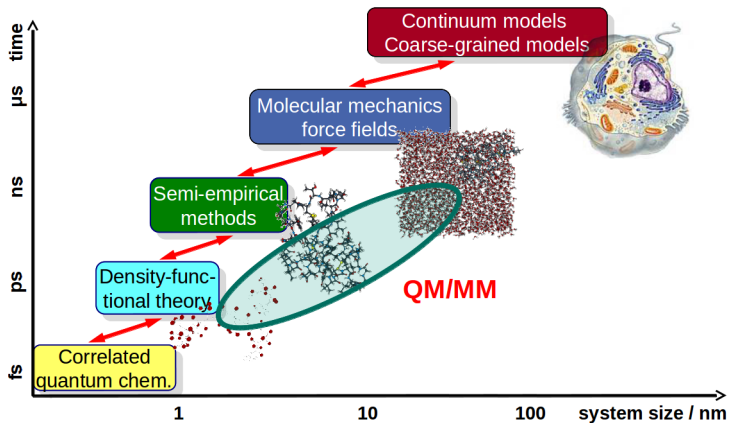 Continuum models
Coarse-grained models
time
Molecular mechanics
force fields
µs
Semi-empirical
methods
ns
Density-func-
tional theory
ps
QM/MM
Correlated
quantum chem.
fs
1
10
100
system size / nm